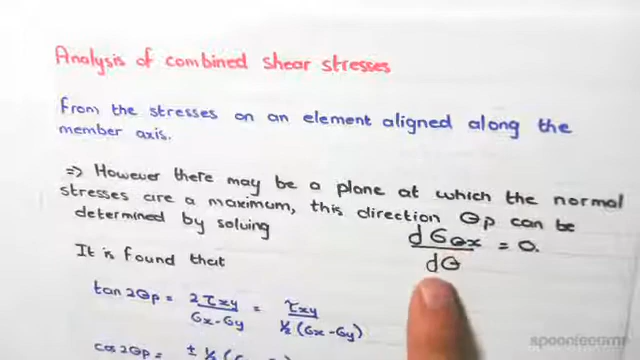 Analysis of combined shear stresses
From the stresses on an element aligned along the
member axis.
⇒ However there may be a plane at which the normal
stresses are a maximum, this direction θp can be
determined by solving
dσθx/dθ = 0.
It is found that
tan 2θp = 2τxy/(σx-σy) = τxy/(½(σx-σy))
cos 2θp = ± ½(σ
spoonfeedme